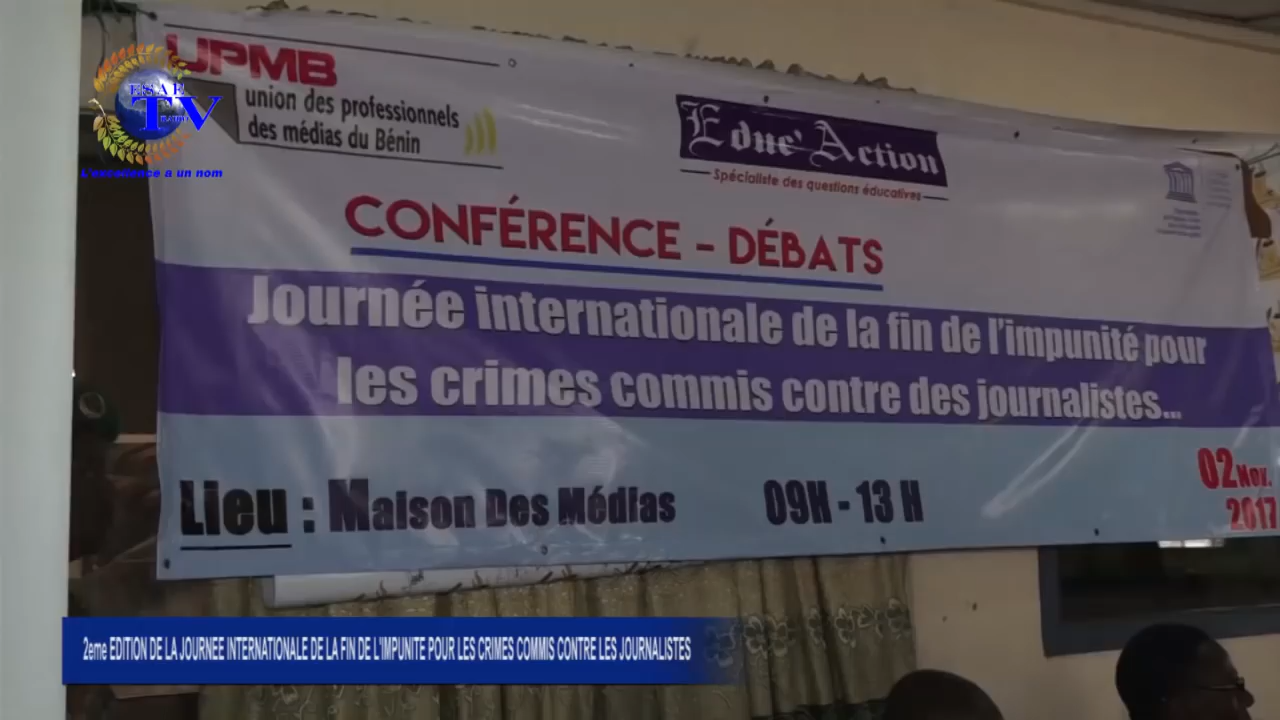 UPMB
union des professionnels
des médias du Bénin
ESAE
TV
L'excellence a un nom
Educ'Action
Spécialiste des questions éducatives
CONFÉRENCE - DÉBATS
Journée internationale de la fin de l'impunité pour
les crimes commis contre des journalistes...
Lieu : Maison Des Médias
09H - 13 H
02 Nov.
2017
2eme EDITION DE LA JOURNEE INTERNATIONALE DE LA FIN DE L'IMPUNITE POUR LES CRIMES COMMIS CONTRE LES JOURNALISTES